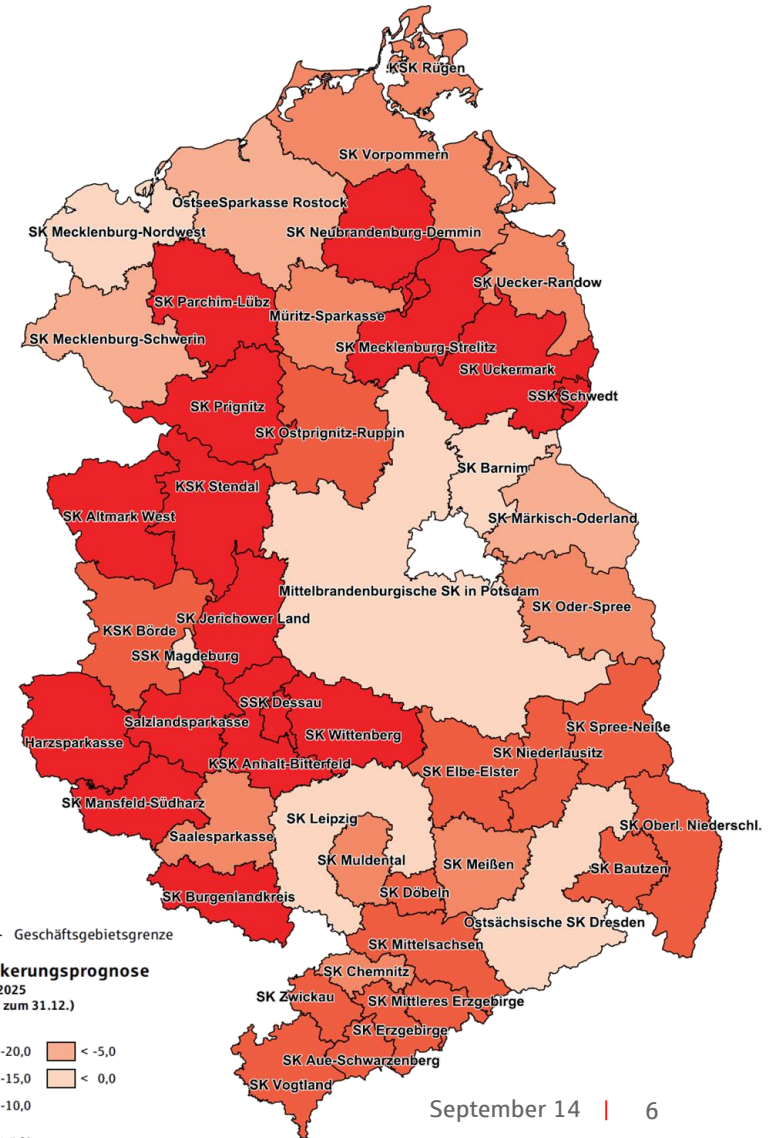 KSK Rügen
SK Vorpommern
OstseeSparkasse Rostock
SK Mecklenburg-Nordwest
SK Neubrandenburg-Demmin
SK Uecker-Randow
SK Parchim-Lübz
Müritz-Sparkasse
SK Mecklenburg-Schwerin
SK Mecklenburg-Strelitz
SK Uckermark
SSK Schwedt
SK Prignitz
SK Ostprignitz-Ruppin
SK Barnim
KSK Stendal
SK Altmark West
SK Märkisch-Oderland
Mittelbrandenburgische SK in Potsdam
SK Oder-Spree
SK Jerichower Land
KSK Börde
SSK Magdeburg
SSK Dessau
Salzlandsparkasse
SK Wittenberg
Harzsparkasse
SK Spree-Neiße
SK Niederlausitz
KSK Anhalt-Bitterfeld
SK Elbe-Elster
SK Mansfeld-Südharz
SK Leipzig
SK Oberl. Niederschl.
Saalesparkasse
SK Muldental
SK Meißen
SK Bautzen
SK Döbeln
SK Burgenlandkreis
Ostsächsische SK Dresden
- Geschäftsgebietsgrenze
SK Mittelsachsen
kerungsprognose
SK Chemnitz
2025
zum 31.12.)
SK Zwickau
SK Mittleres Erzgebirge
SK Erzgebirge
-20,0 < -5,0
SK Aue-Schwarzenberg
-15,0 < 0,0
SK Vogtland
-10,0
September 14 | 6